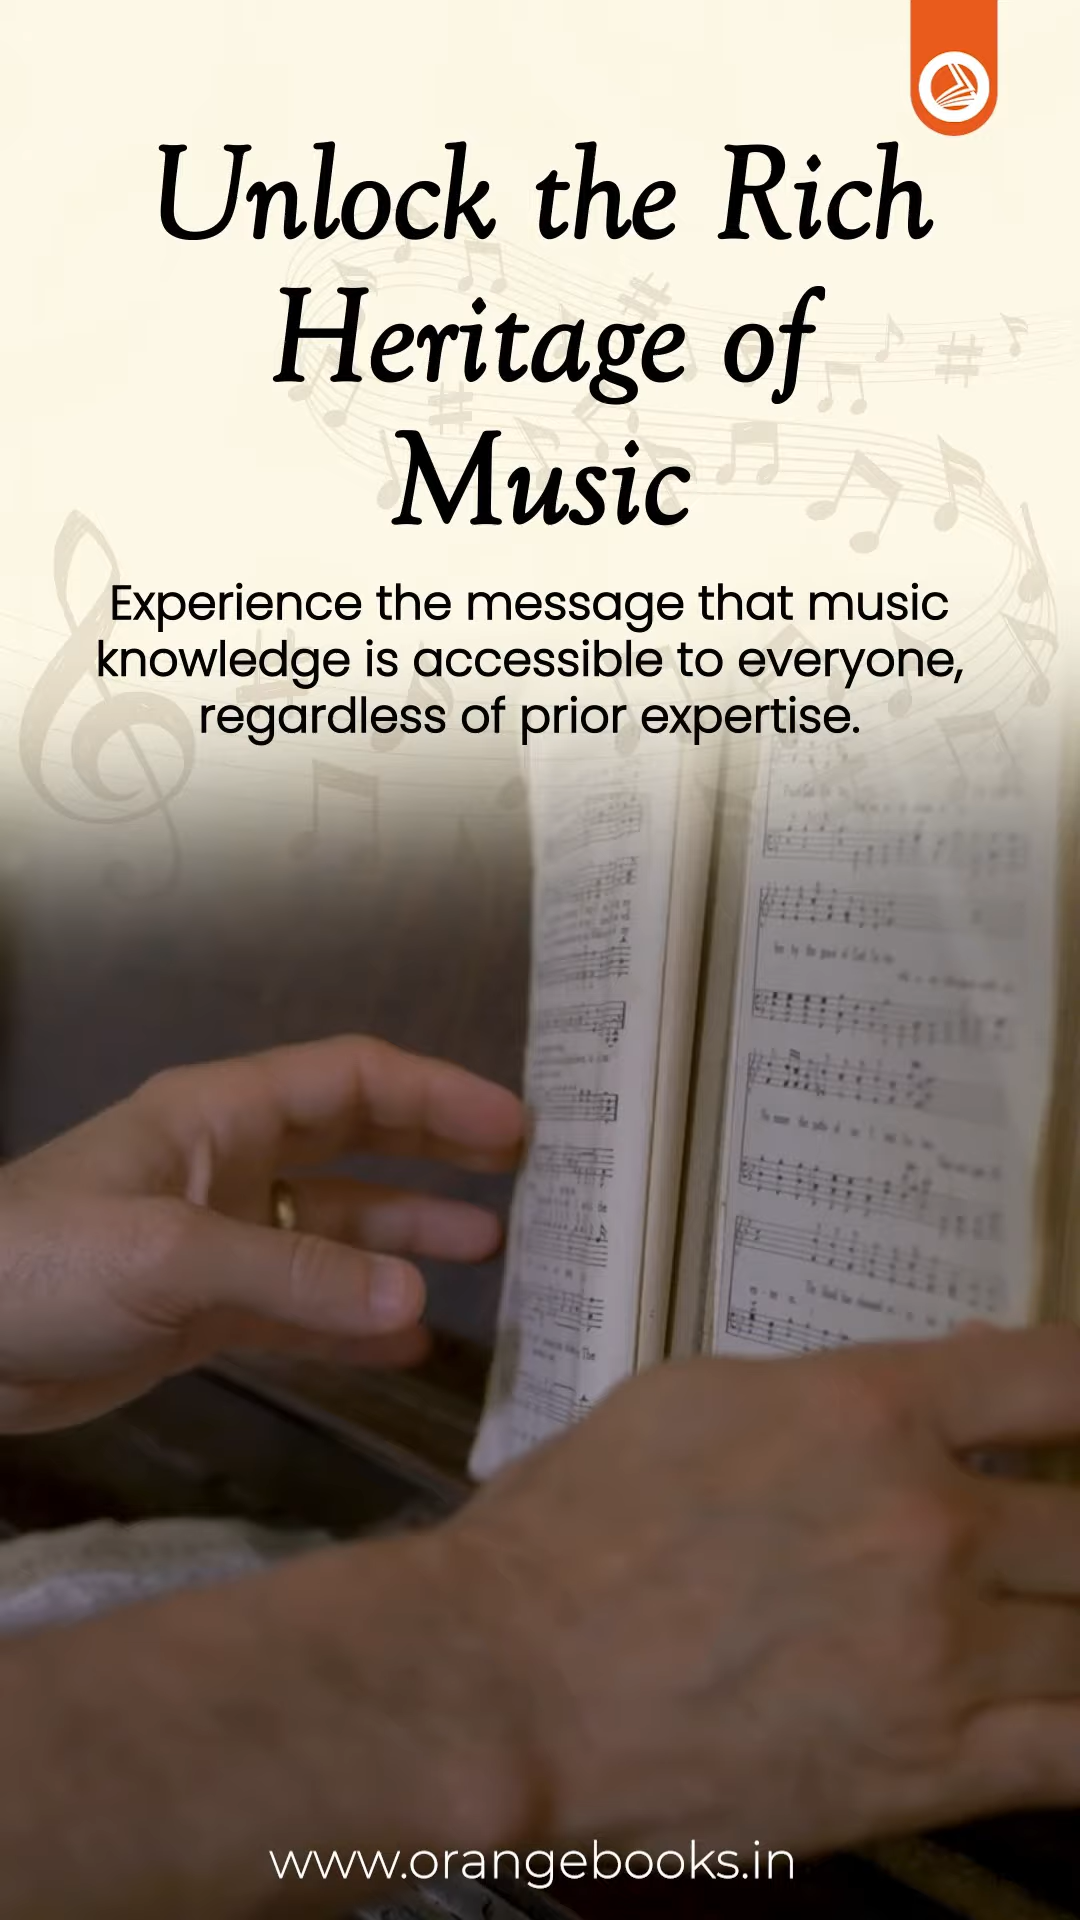 Unlock the Rich
Heritage of
Music
Experience the message that music
knowledge is accessible to everyone,
regardless of prior expertise.
www.orangebooks.in